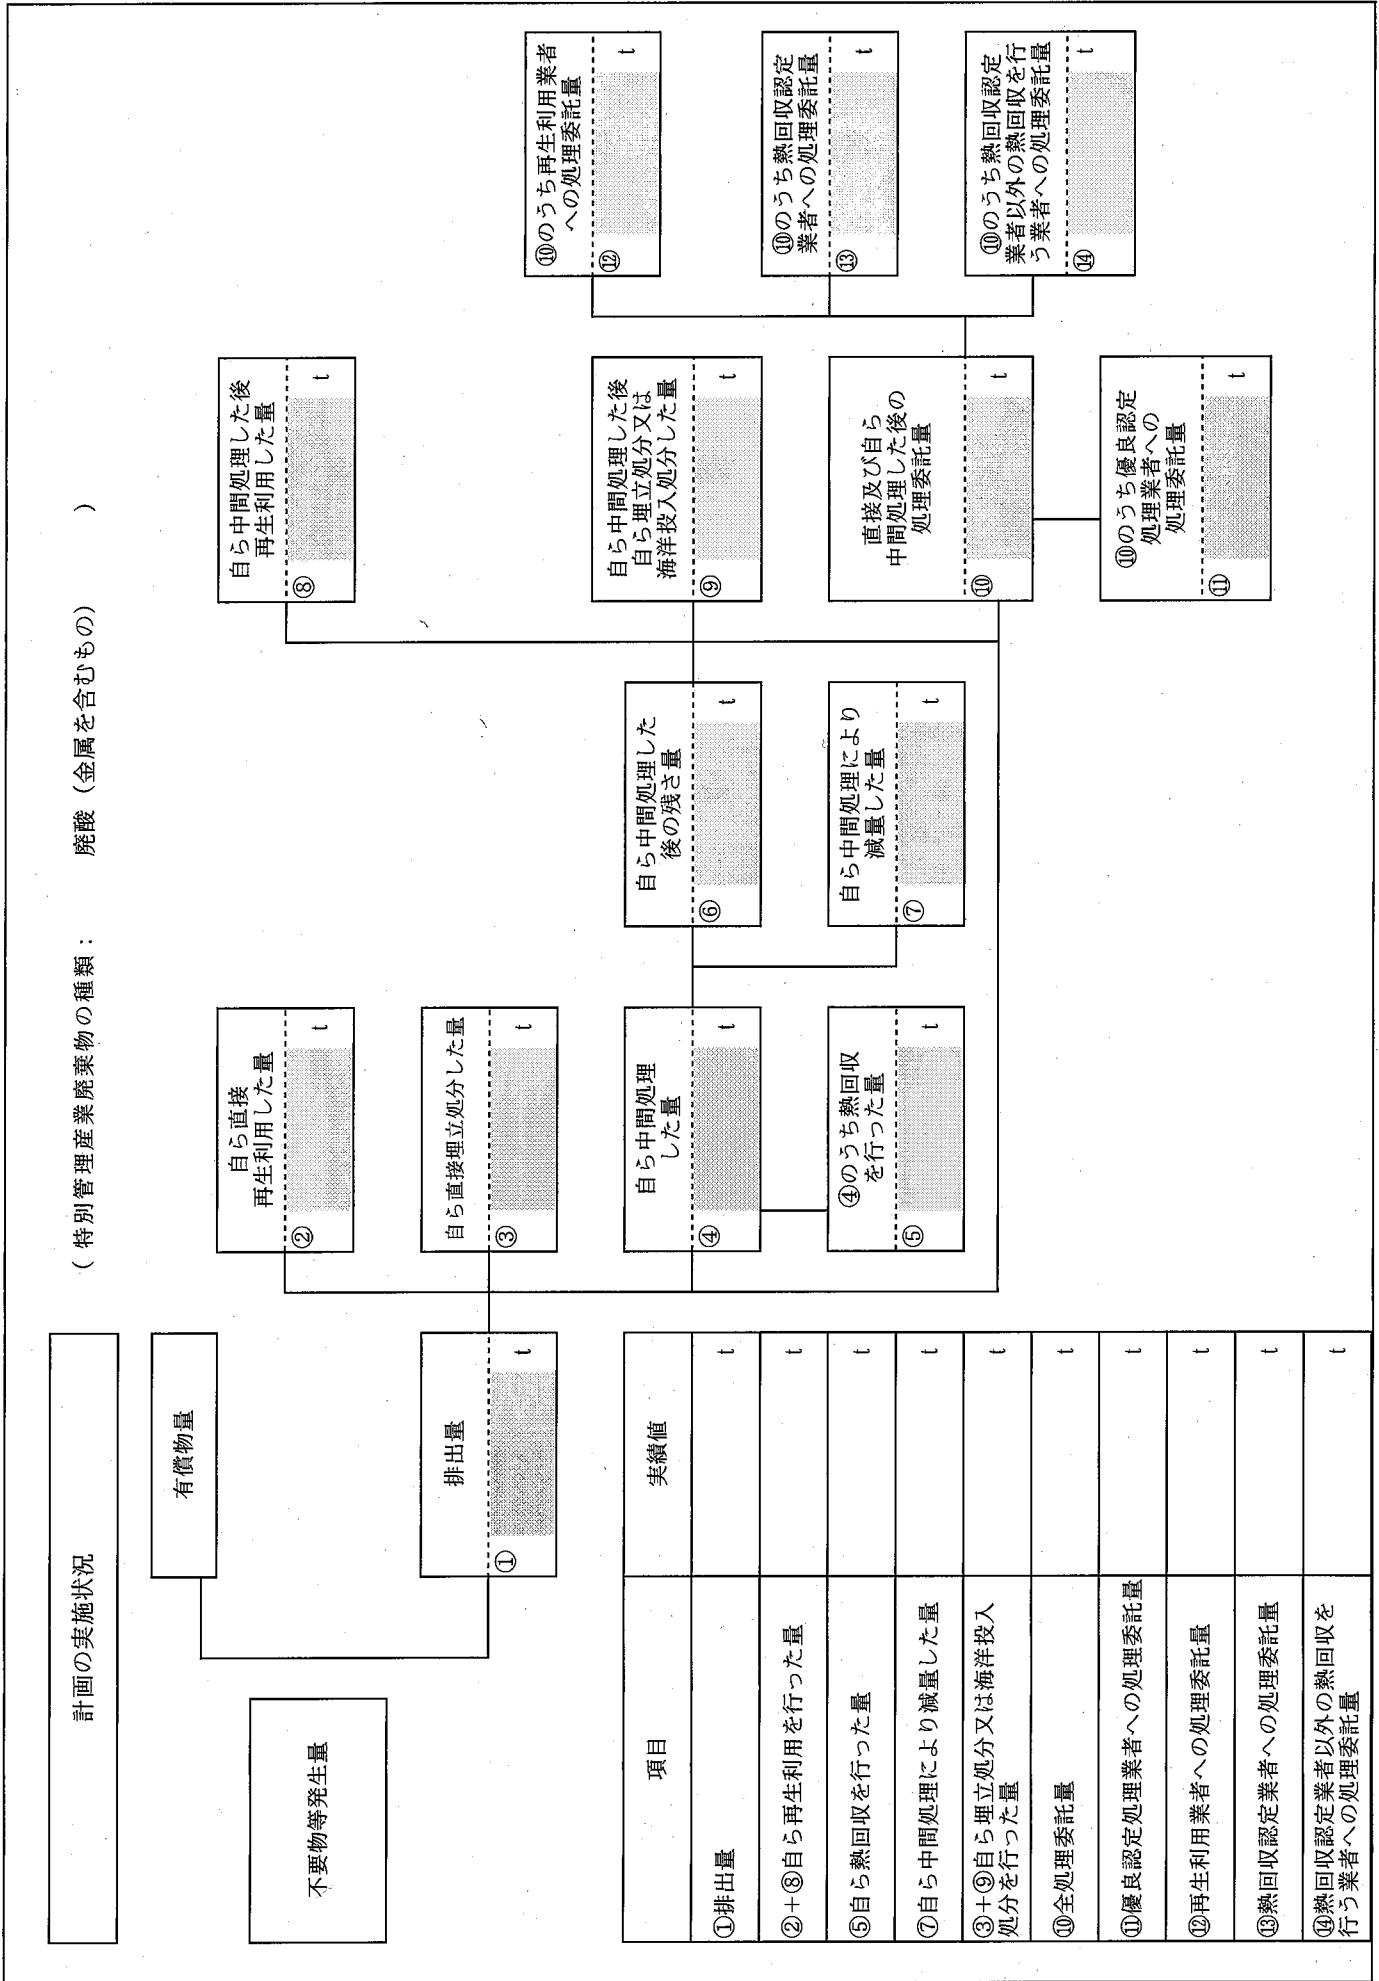 計画の実施状況
（特別管理産業廃棄物の種類：　廃酸（金属を含むもの）　）
不要物等発生量
有償物量
排出量
① t
自ら直接
再生利用した量
② t
自ら直接埋立処分した量
③ t
自ら中間処理
した量
④ t
④のうち熱回収
を行った量
⑤ t
自ら中間処理した
後の残さ量
⑥ t
自ら中間処理により
減量した量
⑦ t
自ら中間処理した後
再生利用した量
⑧ t
自ら中間処理した後
自ら埋立処分又は
海洋投入処分した量
⑨ t
直接及び自ら
中間処理した後の
処理委託量
⑩ t
⑩のうち優良認定
処理業者への
処理委託量
⑪ t
⑩のうち再生利用業者
への処理委託量
⑫ t
⑩のうち熱回収認定
業者への処理委託量
⑬ t
⑩のうち熱回収認定
業者以外の熱回収を行
う業者への処理委託量
⑭ t
項目 実績値
①排出量 t
②＋⑧自ら再生利用を行った量 t
⑤自ら熱回収を行った量 t
⑦自ら中間処理により減量した量 t
③＋⑨自ら埋立処分又は海洋投入
処分を行った量 t
⑩全処理委託量 t
⑪優良認定処理業者への処理委託量 t
⑫再生利用業者への処理委託量 t
⑬熱回収認定業者への処理委託量 t
⑭熱回収認定業者以外の熱回収を
行う業者への処理委託量 t